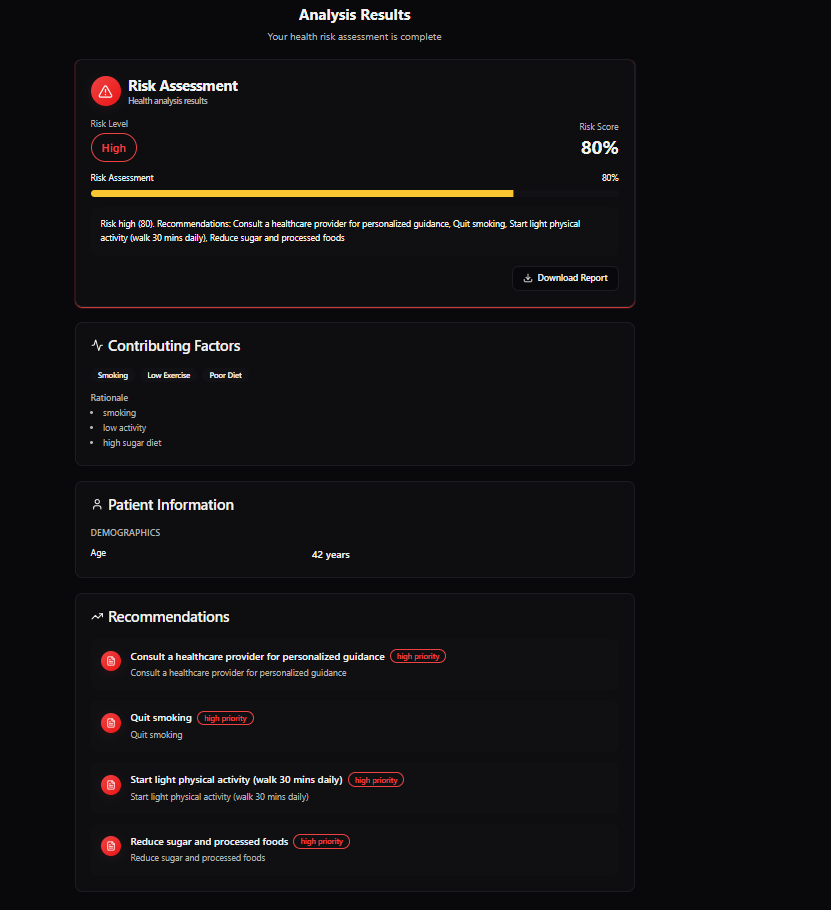 Analysis Results
Your health risk assessment is complete
Risk Assessment
Health analysis results
Risk Level
High
Risk Score
80%
Risk Assessment
80%
Risk high (80). Recommendations: Consult a healthcare provider for personalized guidance, Quit smoking, Start light physical
activity (walk 30 mins daily), Reduce sugar and processed foods
Download Report
Contributing Factors
Smoking Low Exercise Poor Diet
Rationale
• smoking
• low activity
• high sugar diet
Patient Information
DEMOGRAPHICS
Age 42 years
Recommendations
Consult a healthcare provider for personalized guidance high priority
Consult a healthcare provider for personalized guidance
Quit smoking high priority
Quit smoking
Start light physical activity (walk 30 mins daily) high priority
Start light physical activity (walk 30 mins daily)
Reduce sugar and processed foods high priority
Reduce sugar and processed foods